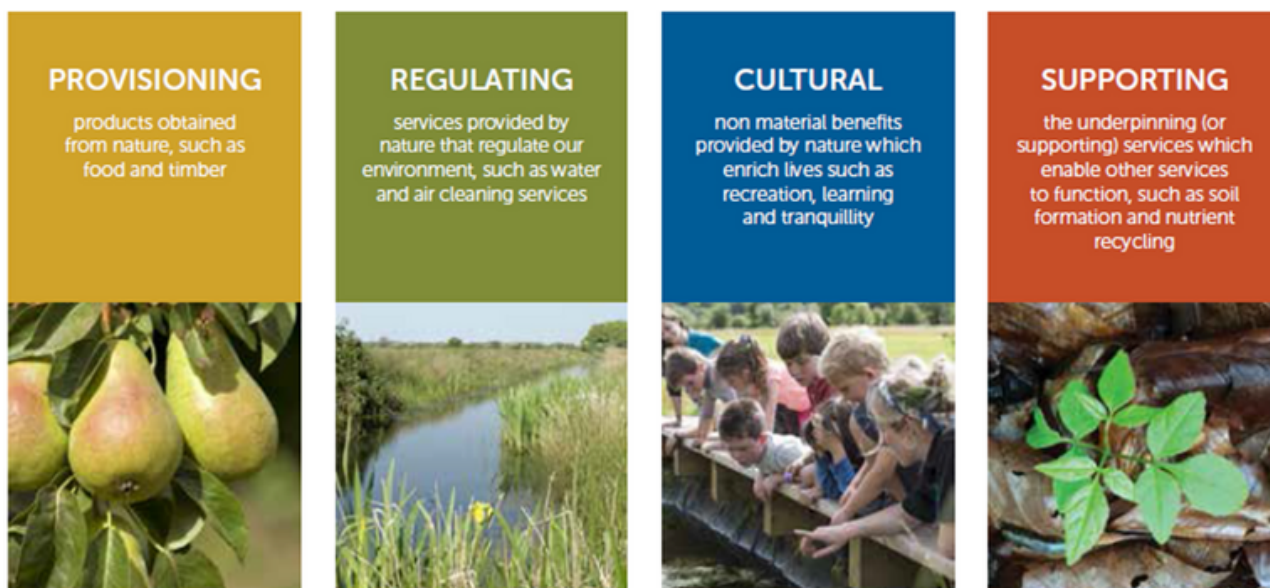 PROVISIONING
products obtained
from nature, such as
food and timber
REGULATING
services provided by
nature that regulate our
environment, such as water
and air cleaning services
CULTURAL
non material benefits
provided by nature which
enrich lives such as
recreation, learning
and tranquillity
SUPPORTING
the underpinning (or
supporting) services which
enable other services
to function, such as soil
formation and nutrient
recycling